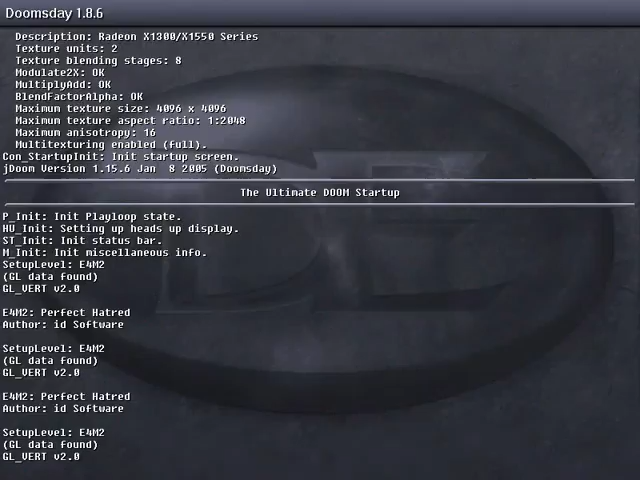 Doomsday 1.8.6
Description: Radeon X1300/X1550 Series
Texture units: 2
Texture blending stages: 8
Modulate2X: OK
MultiplyAdd: OK
BlendFactorAlpha: OK
Maximum texture size: 4096 x 4096
Maximum texture aspect ratio: 1:2048
Maximum anisotropy: 16
Multitexturing enabled (full).
Con_StartupInit: Init startup screen.
jDoom Version 1.15.6 Jan  8 2005 (Doomsday)
The Ultimate DOOM Startup
P_Init: Init Playloop state.
HU_Init: Setting up heads up display.
ST_Init: Init status bar.
M_Init: Init miscellaneous info.
SetupLevel: E4M2
(GL data found)
GL_VERT v2.0
E4M2: Perfect Hatred
Author: id Software
SetupLevel: E4M2
(GL data found)
GL_VERT v2.0
E4M2: Perfect Hatred
Author: id Software
SetupLevel: E4M2
(GL data found)
GL_VERT v2.0